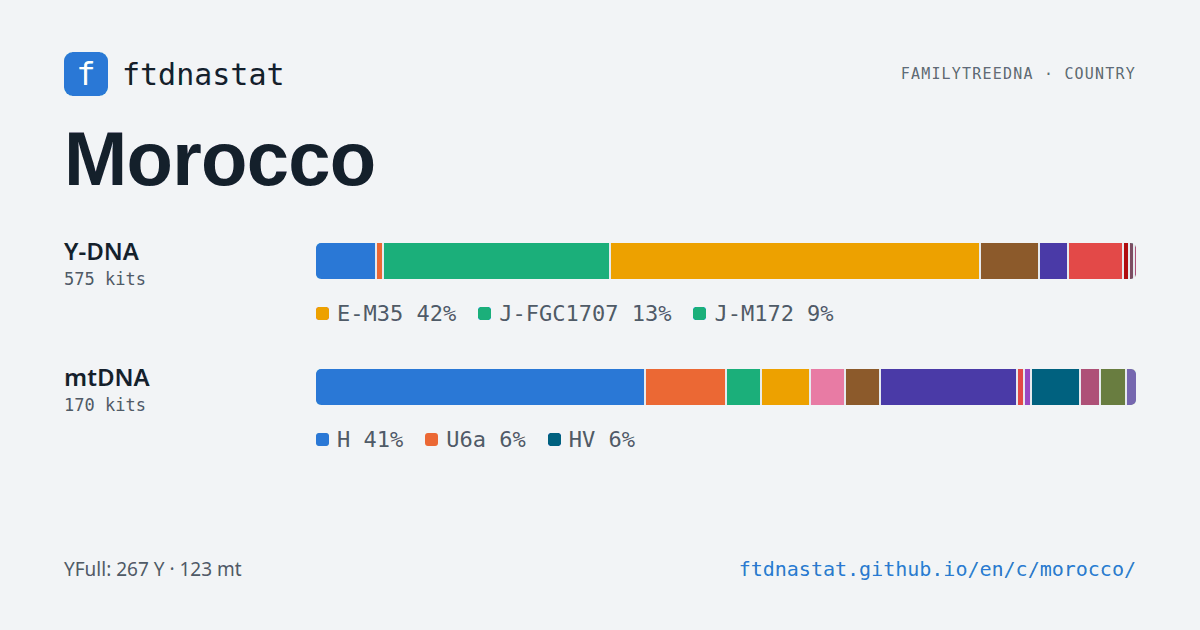 f ftdnastat
FAMILYTREEDNA · COUNTRY
Morocco
Y-DNA
575 kits
E-M35 42% J-FGC1707 13% J-M172 9%
mtDNA
170 kits
H 41% U6a 6% HV 6%
YFull: 267 Y · 123 mt
ftdnastat.github.io/en/c/morocco/